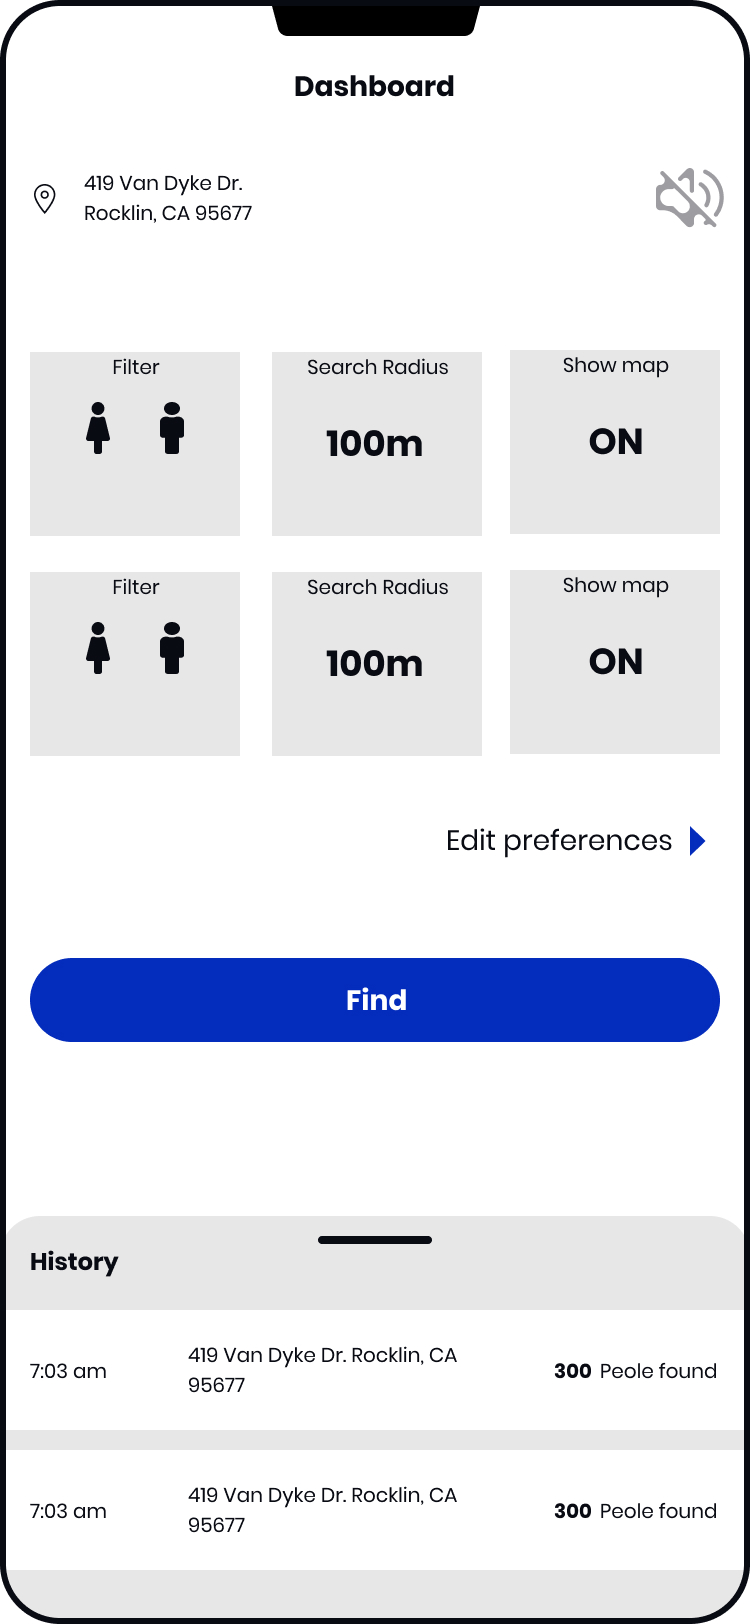 Dashboard
419 Van Dyke Dr.
Rocklin, CA 95677
Filter
Search Radius
Show map
100m
ON
Filter
Search Radius
Show map
100m
ON
Edit preferences
Find
History
7:03 am
419 Van Dyke Dr. Rocklin, CA
95677
300 Peole found
7:03 am
419 Van Dyke Dr. Rocklin, CA
95677
300 Peole found